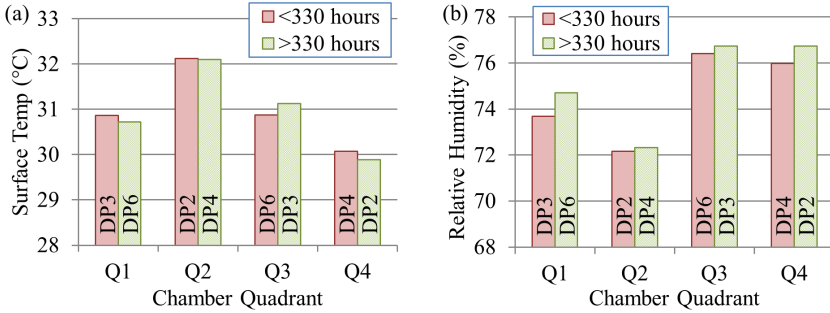 (a)
Surface Temp (°C)
33
32
31
30
29
28
<330 hours
>330 hours
DP3
DP6
DP2
DP4
DP6
DP3
DP4
DP2
Q1 Q2 Q3 Q4
Chamber Quadrant
(b)
Relative Humidity (%)
78
76
74
72
70
68
<330 hours
>330 hours
DP3
DP6
DP2
DP4
DP6
DP3
DP4
DP2
Q1 Q2 Q3 Q4
Chamber Quadrant